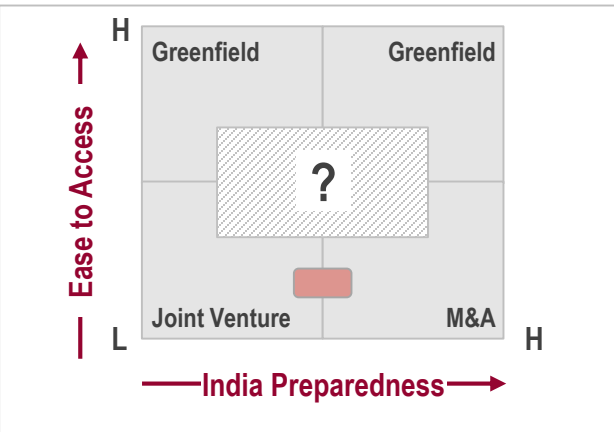 H
Greenfield
Greenfield
Ease to Access
?
Joint Venture
M&A
L
H
India Preparedness